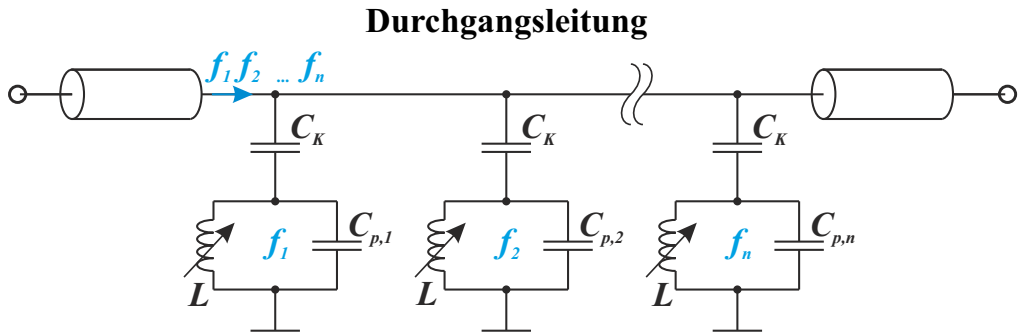 Durchgangsleitung
f1 f2 ... fn
CK CK CK
Cp,1 Cp,2 Cp,n
f1 f2 fn
L L L